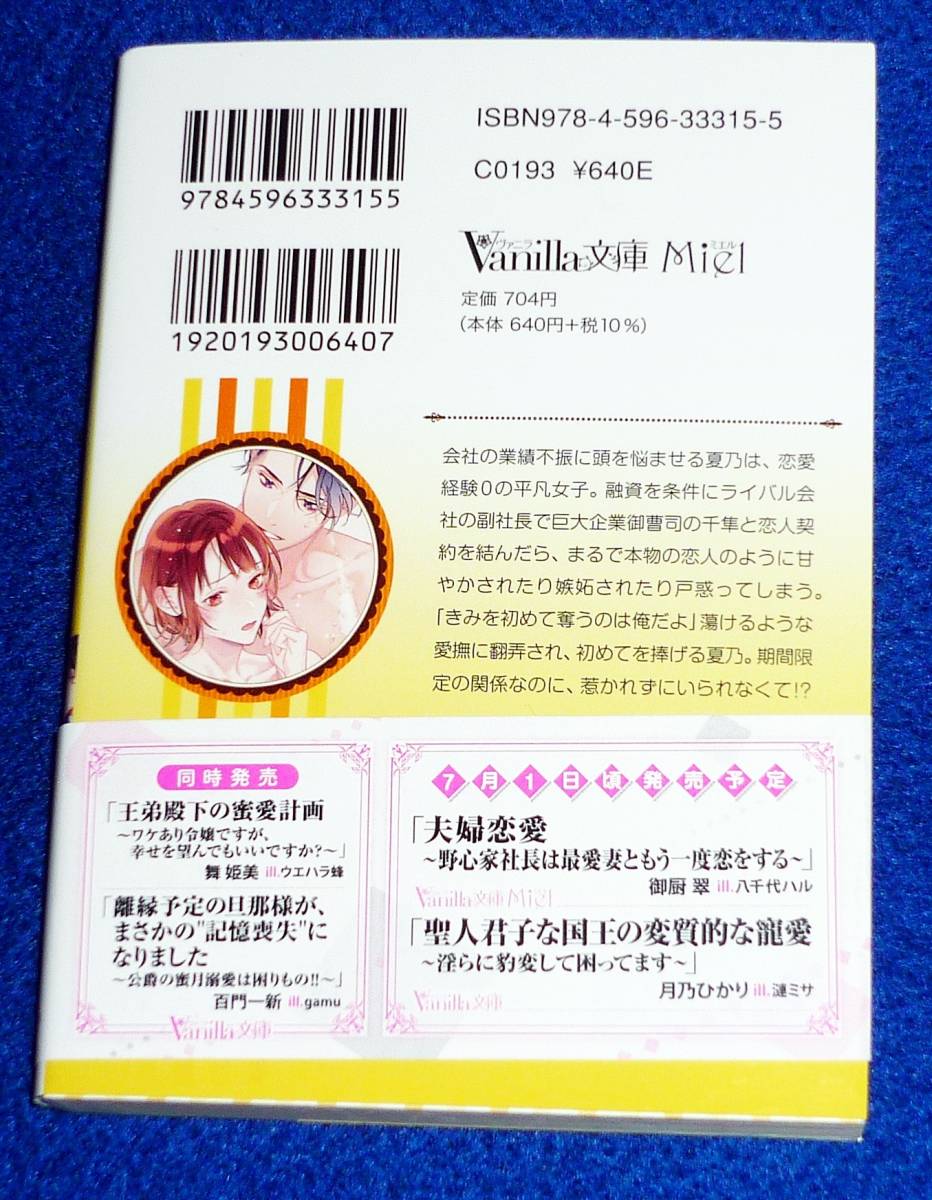 9784596333155
ISBN978-4-596-33315-5
C0193 ¥640E
1920193006407
ヴァニラ
ミエル
Vanilla文庫 Miel
定価 704円
(本体 640円+税10%)
会社の業績不振に頭を悩ませる夏乃は、恋愛
経験0の平凡女子。融資を条件にライバル会
社の副社長で巨大企業御曹司の千隼と恋人契
約を結んだら、まるで本物の恋人のように甘
やかされたり嫉妬されたり戸惑ってしまう。
「きみを初めて奪うのは俺だよ」蕩けるような
愛撫に翻弄され、初めてを捧げる夏乃。期間限
定の関係なのに、惹かれずにいられなくて!?
同時発売
「王弟殿下の蜜愛計画
～ワケあり令嬢ですが、
幸せを望んでもいいですか?～」
舞 姫美 ill.ウエハラ蜂
「離縁予定の旦那様が、
まさかの"記憶喪失"に
なりました
～公爵の蜜月溺愛は困りもの!!～」
百門一新 ill.gamu
Vanilla文庫
7月1日頃発売予定
「夫婦恋愛
～野心家社長は最愛妻ともう一度恋をする～」
御厨 翠 ill.八千代ハル
Vanilla文庫 Miel
「聖人君子な国王の変質的な寵愛
～淫らに豹変して困ってます～」
月乃ひかり ill.漣ミサ
Vanilla文庫